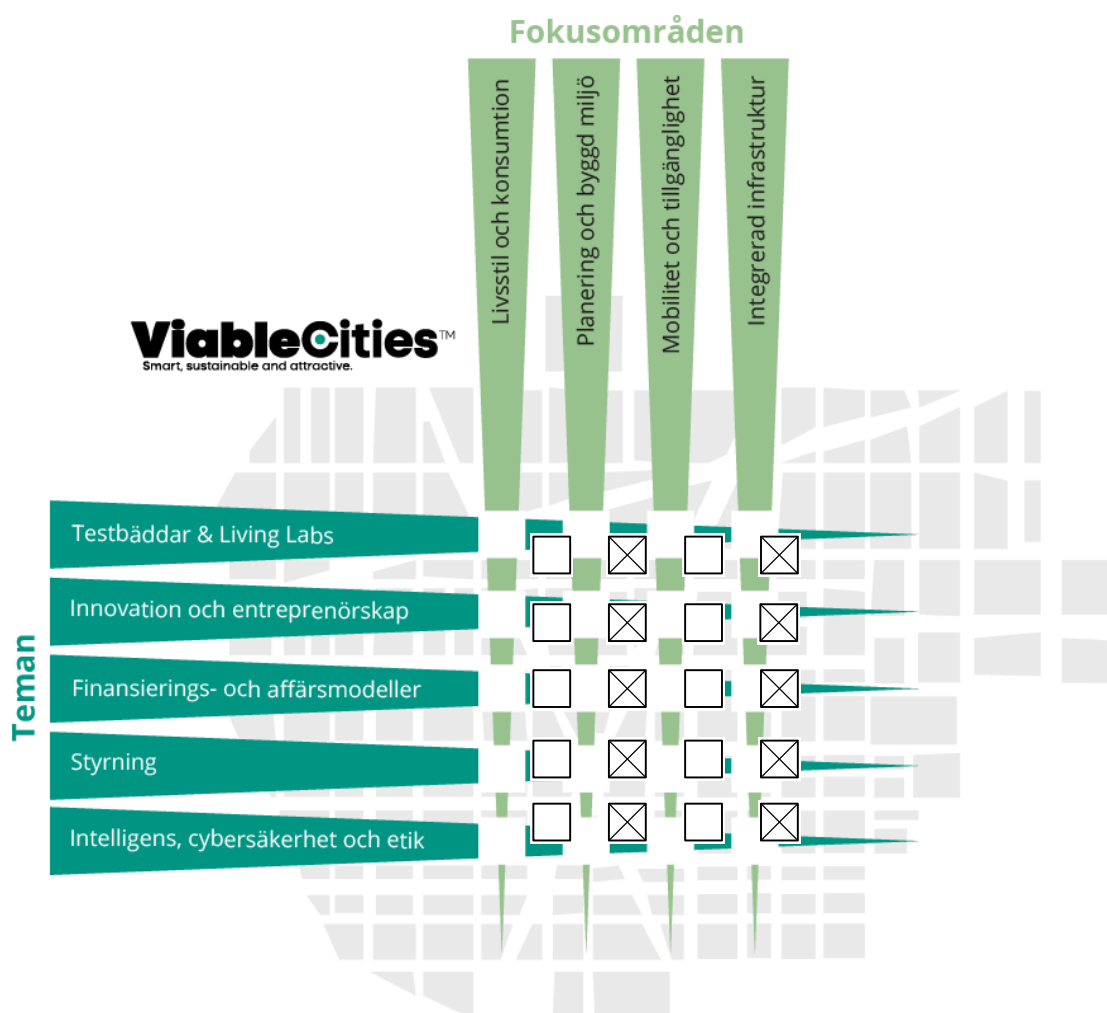 Fokusområden
Livsstil och konsumtion
Planering och byggd miljö
Mobilitet och tillgänglighet
Integrerad infrastruktur
ViableCities™
Smart, sustainable and attractive.
Teman
Testbäddar & Living Labs
Innovation och entreprenörskap
Finansierings- och affärsmodeller
Styrning
Intelligens, cybersäkerhet och etik